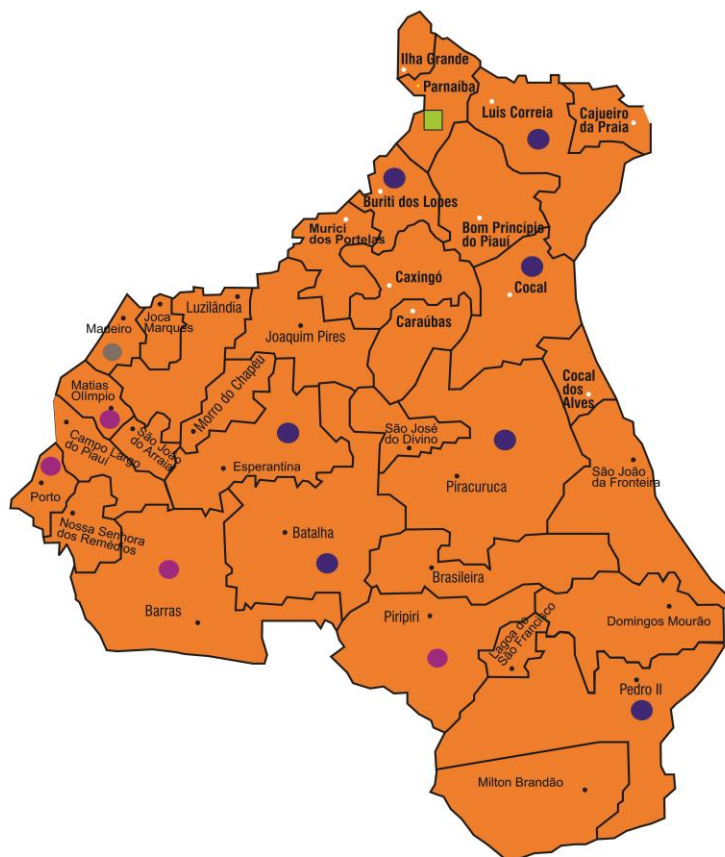 Ilha Grande
Parnaíba
Luis Correia
Cajueiro
da Praia
Buriti dos Lopes
Murici
dos Portelas
Bom Princípio
do Piauí
Caxingó
Cocal
Caraúbas
Luzilândia
Joca
Marques
Madeiro
Joaquim Pires
Morro do Chapéu
Cocal
dos
Alves
Matias
Olímpio
São João
do Arraial
Campo Largo
do Piauí
São José
do Divino
Esperantina
Piracuruca
São João
da Fronteira
Porto
Nossa Senhora
dos Remédios
Batalha
Brasileira
Barras
Piripiri
Lagoa de
São Francisco
Domingos Mourão
Pedro II
Milton Brandão